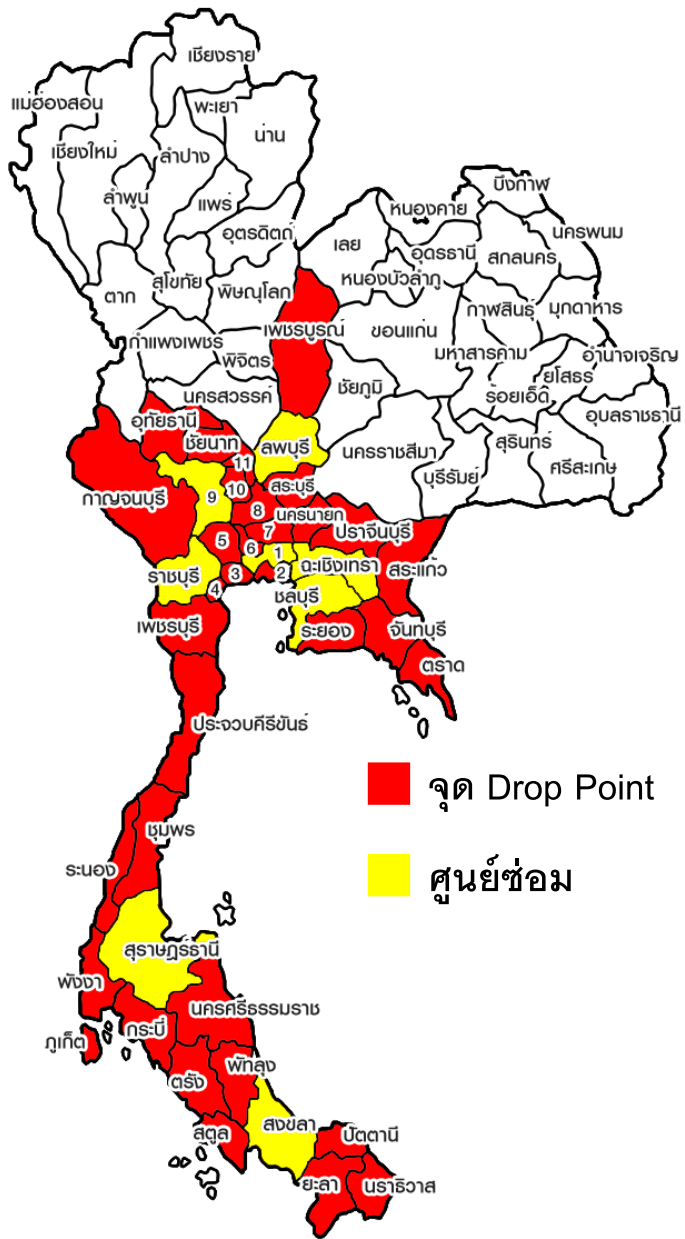 เชียงราย
แม่ฮ่องสอน
พะเยา
เชียงใหม่
ลำปาง
น่าน
ลำพูน
แพร่
อุตรดิตถ์
ตาก
สุโขทัย
พิษณุโลก
กำแพงเพชร
พิจิตร
เพชรบูรณ์
นครสวรรค์
บึงกาฬ
หนองคาย
นครพนม
เลย
อุดรธานี
สกลนคร
หนองบัวลำภู
กาฬสินธุ์
มุกดาหาร
ขอนแก่น
มหาสารคาม
อำนาจเจริญ
ยโสธร
ร้อยเอ็ด
ชัยภูมิ
อุบลราชธานี
นครราชสีมา
สุรินทร์
บุรีรัมย์
ศรีสะเกษ
อุทัยธานี
ชัยนาท
ลพบุรี
11
สระบุรี
10
กาญจนบุรี
9
8
นครนายก
7
ปราจีนบุรี
5
6
1
ฉะเชิงเทรา
สระแก้ว
ราชบุรี
3
2
4
ชลบุรี
เพชรบุรี
ระยอง
จันทบุรี
ตราด
ประจวบคีรีขันธ์
จุด Drop Point
ศูนย์ซ่อม
ชุมพร
ระนอง
สุราษฎร์ธานี
พังงา
นครศรีธรรมราช
ภูเก็ต
กระบี่
พัทลุง
ตรัง
สตูล
สงขลา
ปัตตานี
ยะลา
นราธิวาส